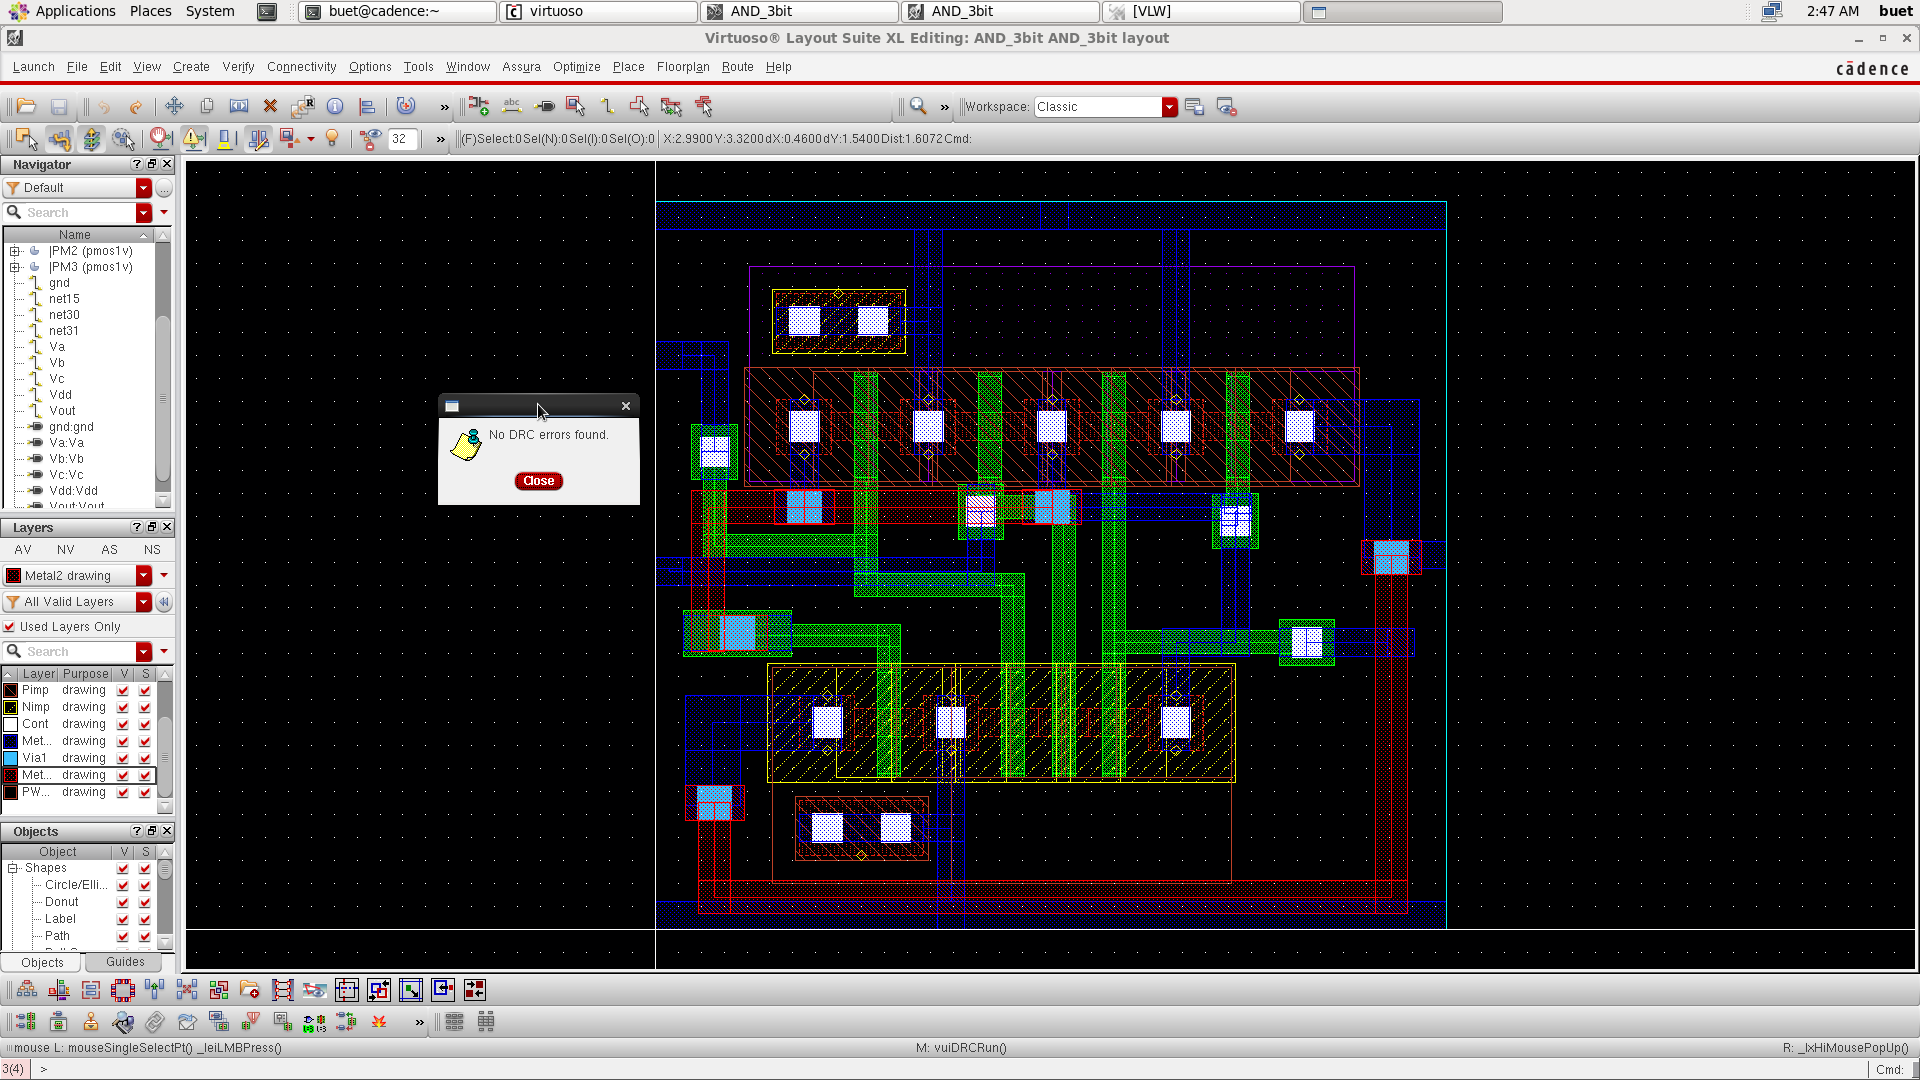 Applications Places System buet@cadence:~ virtuoso AND_3bit AND_3bit [VLW] 2:47 AM buet
Virtuoso® Layout Suite XL Editing: AND_3bit AND_3bit layout
Launch File Edit View Create Verify Connectivity Options Tools Window Assura Optimize Place Floorplan Route Help cādence
abc » » Workspace: Classic
32 » (F)Select:0 Sel(N):0 Sel(I):0 Sel(O):0 X:2.9900 Y:3.3200 dX:0.4600 dY:1.5400 Dist:1.6072 Cmd:
Navigator
Default
Search
Name
|PM2 (pmos1v)
|PM3 (pmos1v)
gnd
net15
net30
net31
Va
Vb
Vc
Vdd
Vout
gnd:gnd
Va:Va
Vb:Vb
Vc:Vc
Vdd:Vdd
Vout:Vout
No DRC errors found.
Close
Layers
AV NV AS NS
Metal2 drawing
All Valid Layers
Used Layers Only
Search
Layer Purpose V S
Pimp drawing
Nimp drawing
Cont drawing
Met... drawing
Via1 drawing
Met... drawing
PW... drawing
Objects
Object V S
Shapes
Circle/Elli...
Donut
Label
Path
Objects Guides
»
mouse L: mouseSingleSelectPt() _leiLMBPress() M: vuiDRCRun() R: _lxHiMousePopUp()
3(4) > Cmd: